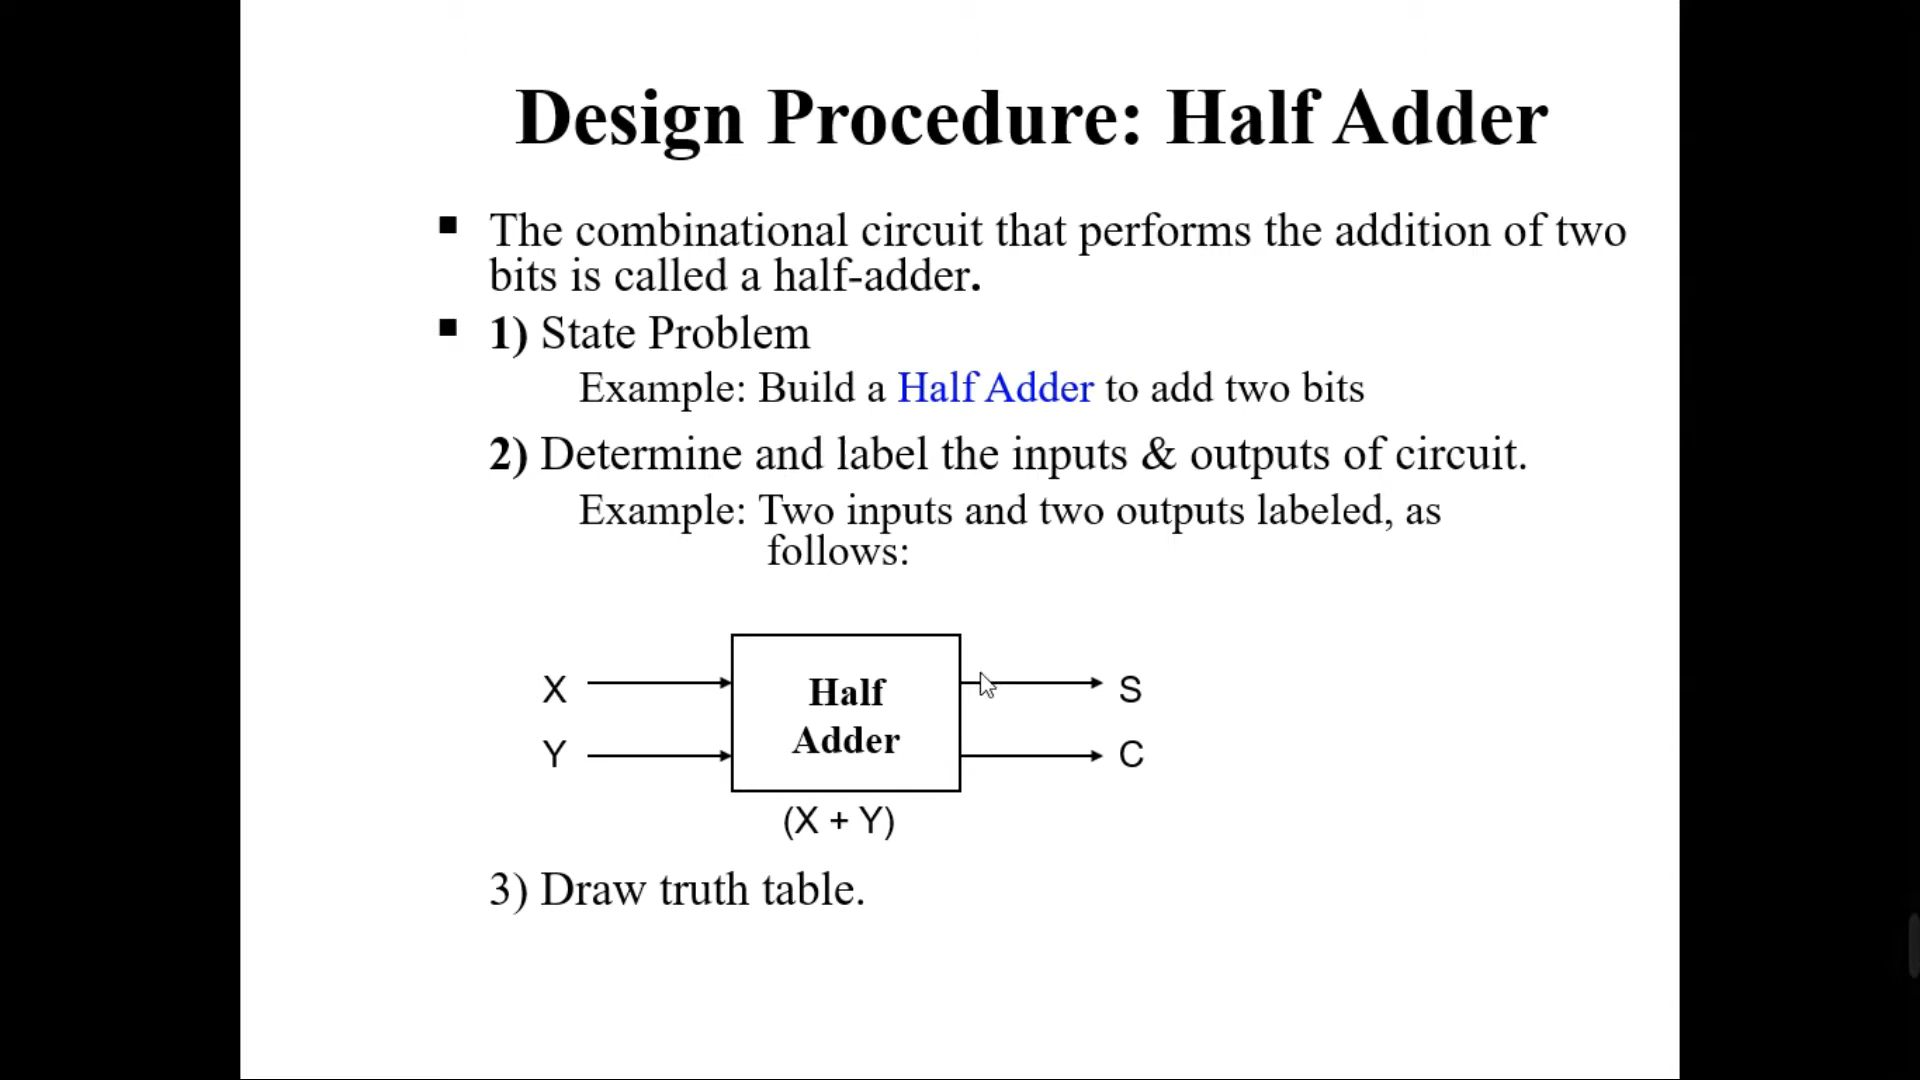 Design Procedure: Half Adder
▪ The combinational circuit that performs the addition of two
bits is called a half-adder.
▪ 1) State Problem
Example: Build a Half Adder to add two bits
2) Determine and label the inputs & outputs of circuit.
Example: Two inputs and two outputs labeled, as
follows:
X
Y
Half
Adder
S
C
(X + Y)
3) Draw truth table.